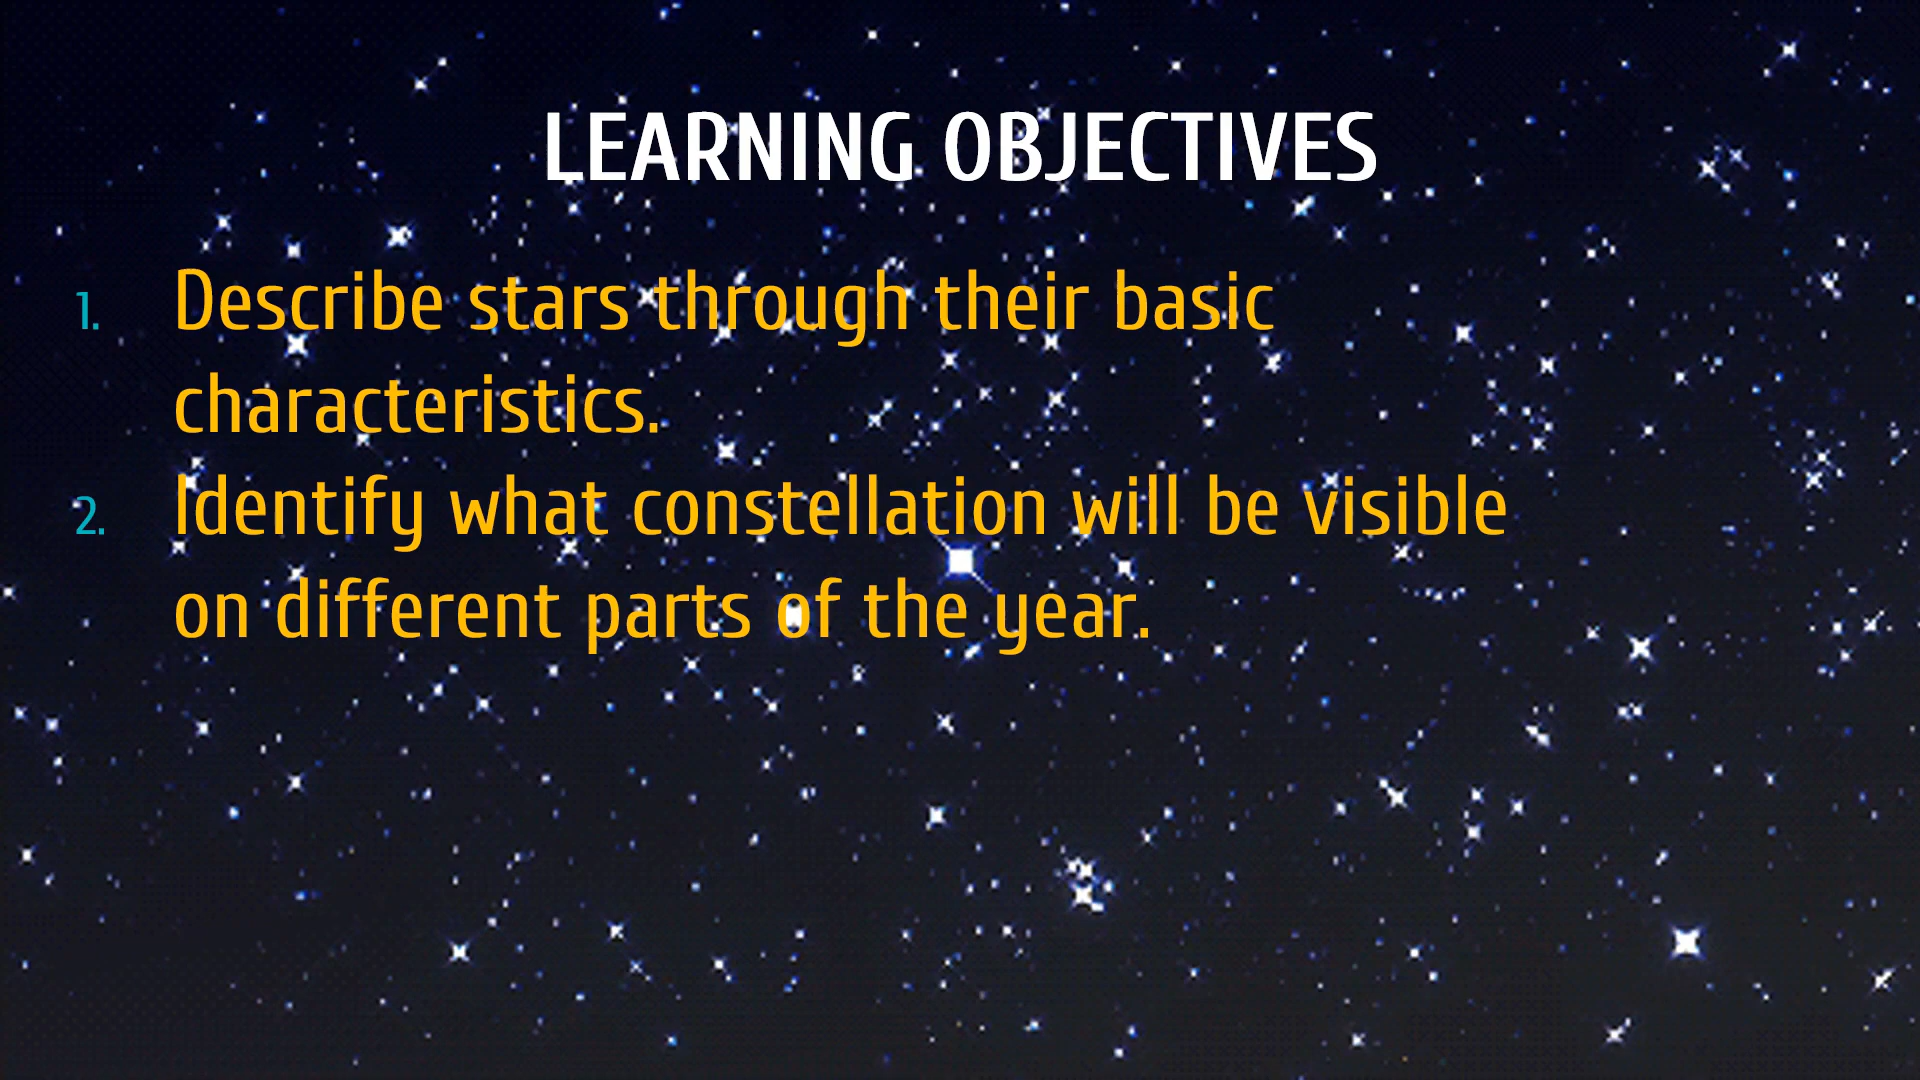 LEARNING OBJECTIVES
1. Describe stars through their basic
characteristics.
2. Identify what constellation will be visible
on different parts of the year.